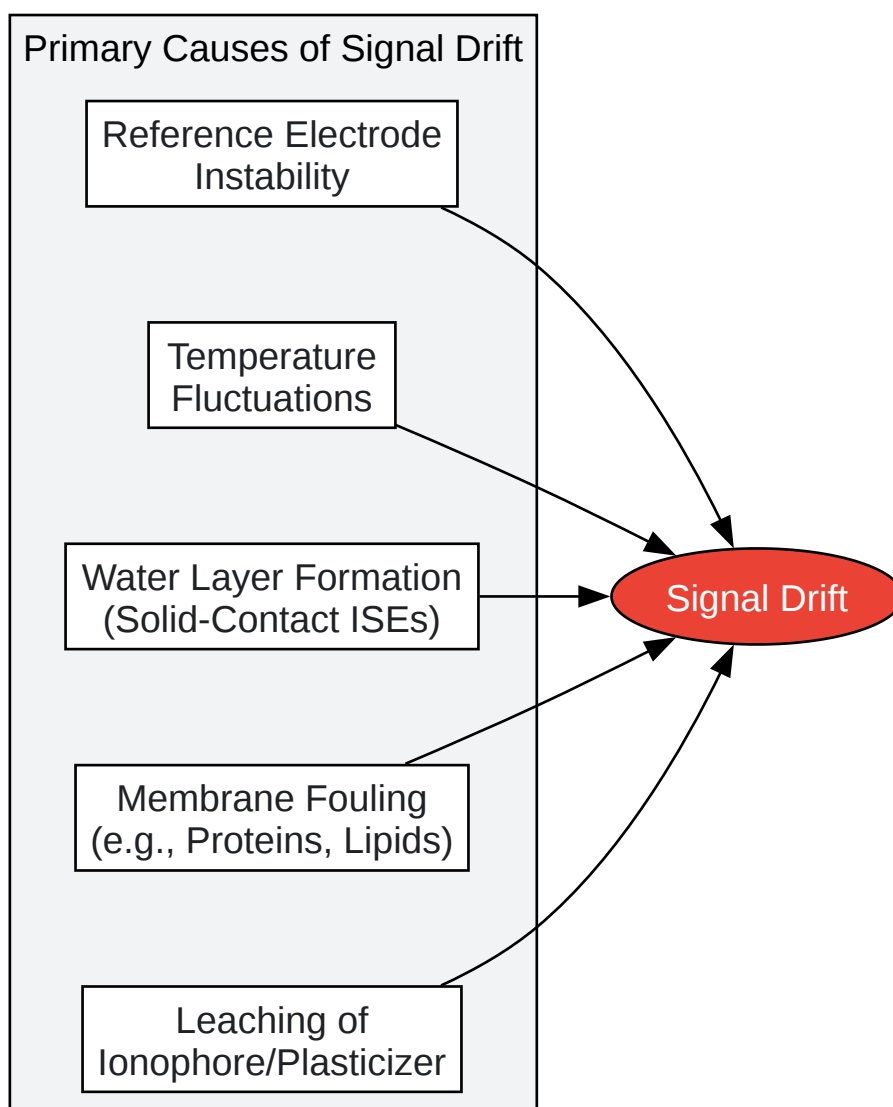 Primary Causes of Signal Drift
Reference Electrode
Instability
Temperature
Fluctuations
Water Layer Formation
(Solid-Contact ISEs)
Signal Drift
Membrane Fouling
(e.g., Proteins, Lipids)
Leaching of
Ionophore/Plasticizer